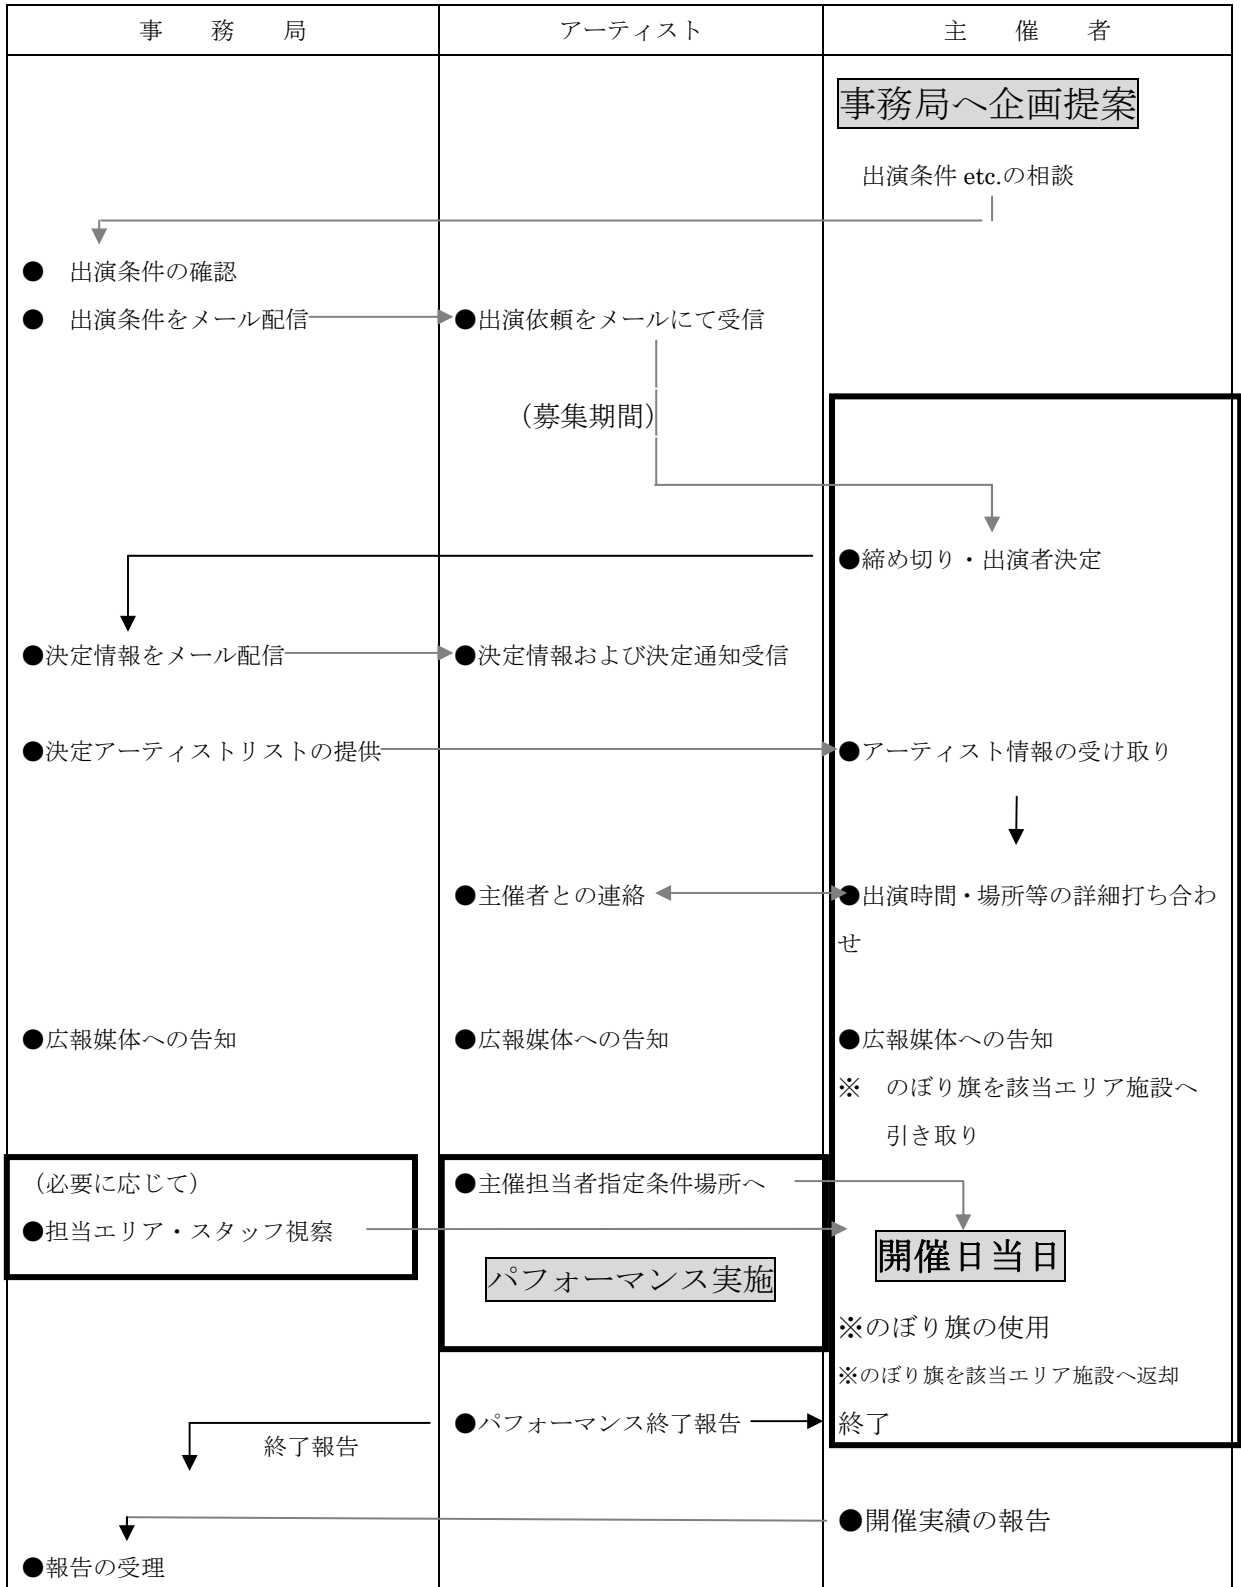 事　務　局
アーティスト
主　催　者
事務局へ企画提案
出演条件 etc.の相談
●　出演条件の確認
●　出演条件をメール配信
●出演依頼をメールにて受信
（募集期間）
●締め切り・出演者決定
●決定情報をメール配信
●決定情報および決定通知受信
●決定アーティストリストの提供
●アーティスト情報の受け取り
●主催者との連絡
●出演時間・場所等の詳細打ち合わ
せ
●広報媒体への告知
●広報媒体への告知
●広報媒体への告知
※　のぼり旗を該当エリア施設へ
引き取り
（必要に応じて）
●主催担当者指定条件場所へ
●担当エリア・スタッフ視察
開催日当日
パフォーマンス実施
※のぼり旗の使用
※のぼり旗を該当エリア施設へ返却
●パフォーマンス終了報告
終了
終了報告
●開催実績の報告
●報告の受理